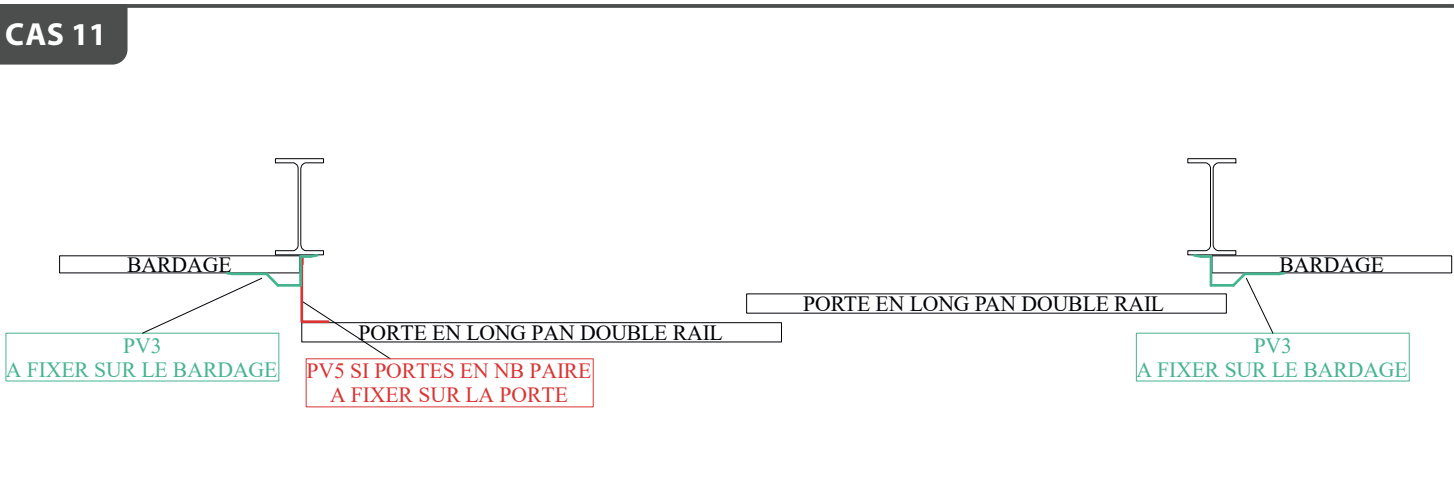 CAS 11
BARDAGE
BARDAGE
PORTE EN LONG PAN DOUBLE RAIL
PORTE EN LONG PAN DOUBLE RAIL
PV3
A FIXER SUR LE BARDAGE
PV5 SI PORTES EN NB PAIRE
A FIXER SUR LA PORTE
PV3
A FIXER SUR LE BARDAGE